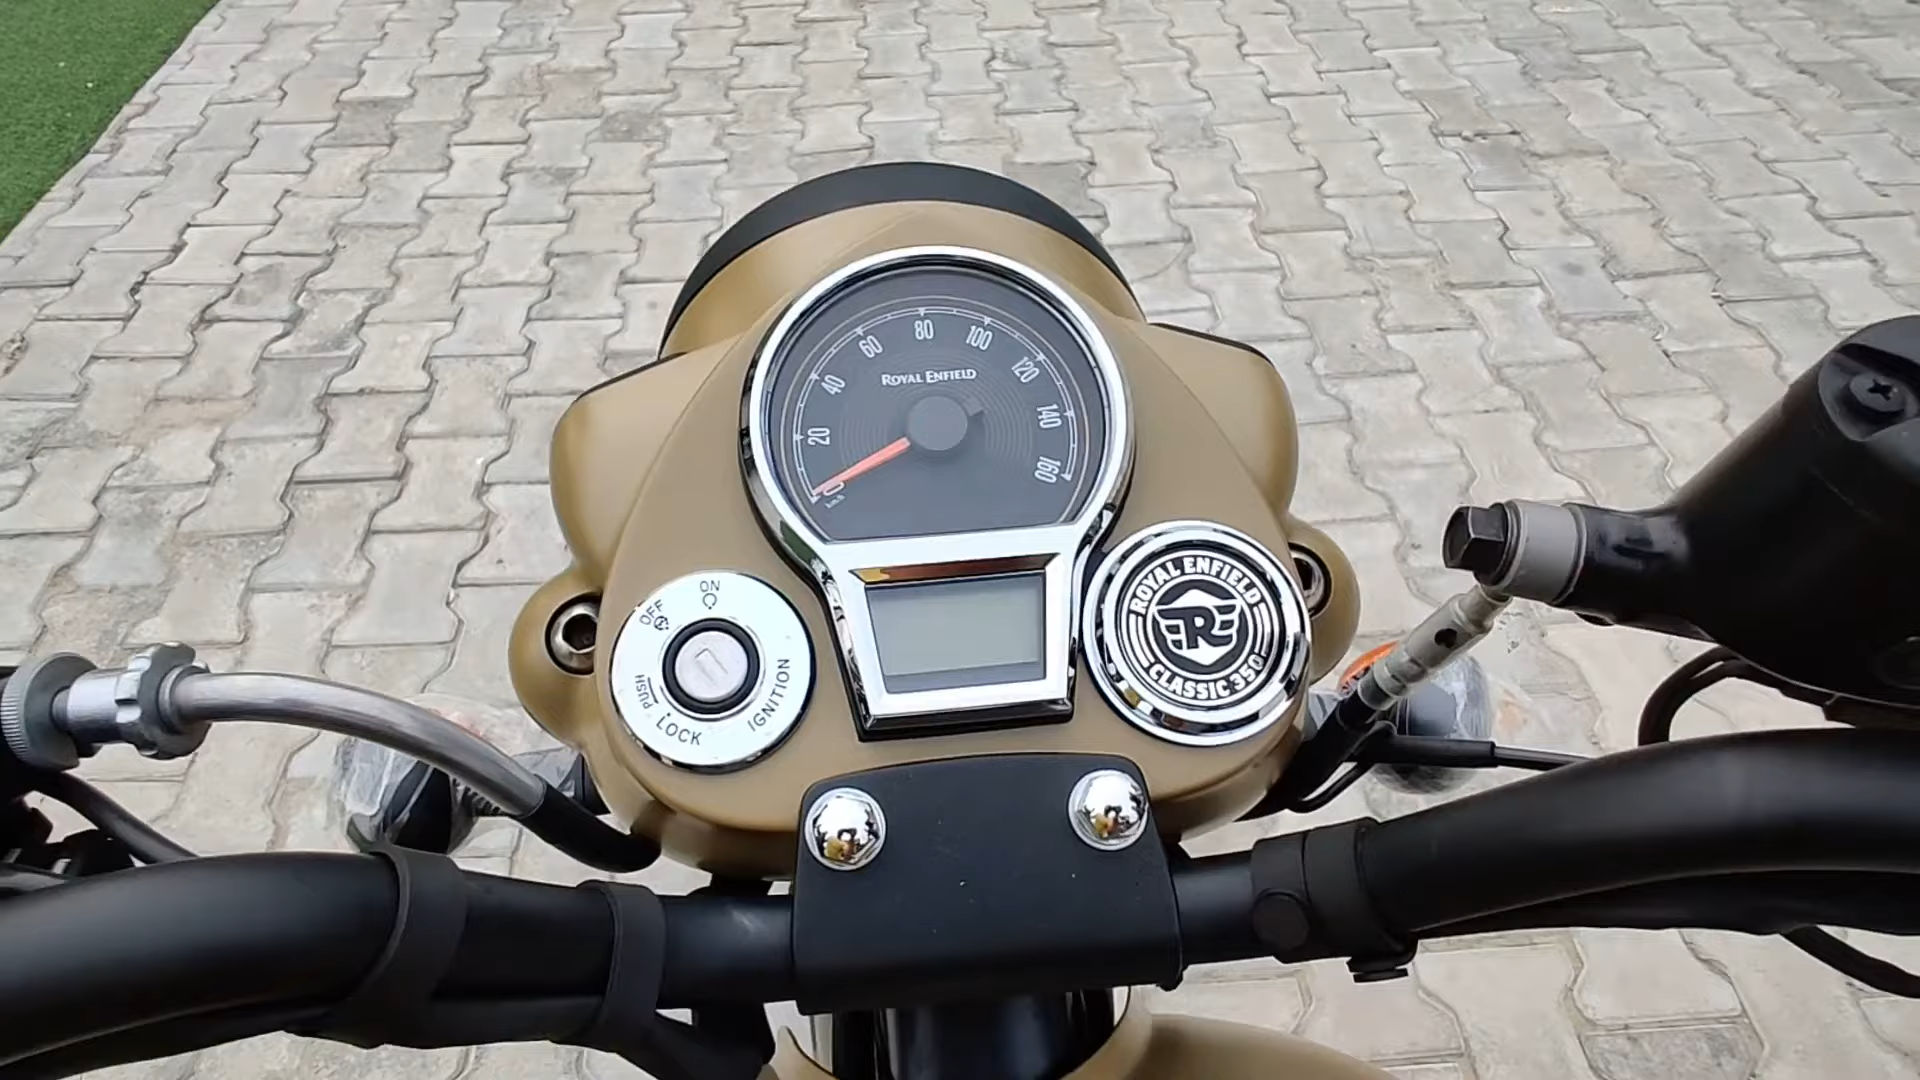 80
60
100
40
120
ROYAL ENFIELD
20
140
160
0
km/h
ON
OFF
PUSH
LOCK
IGNITION
ROYAL ENFIELD
R
CLASSIC 350